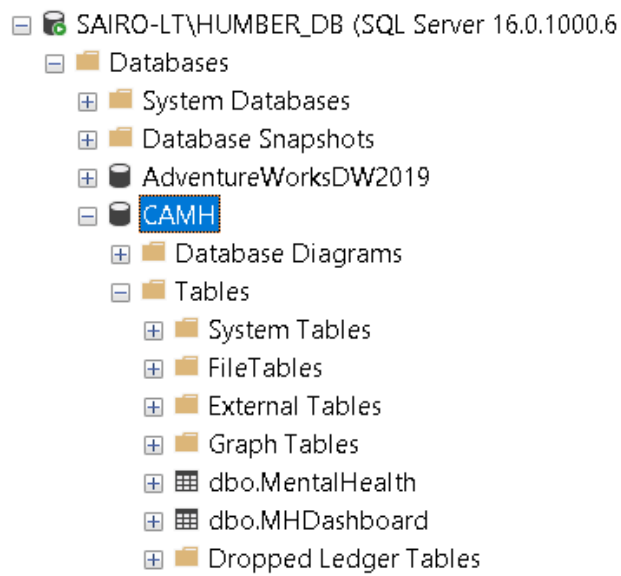 SAIRO-LT\HUMBER_DB (SQL Server 16.0.1000.6
Databases
System Databases
Database Snapshots
AdventureWorksDW2019
CAMH
Database Diagrams
Tables
System Tables
FileTables
External Tables
Graph Tables
dbo.MentalHealth
dbo.MHDashboard
Dropped Ledger Tables